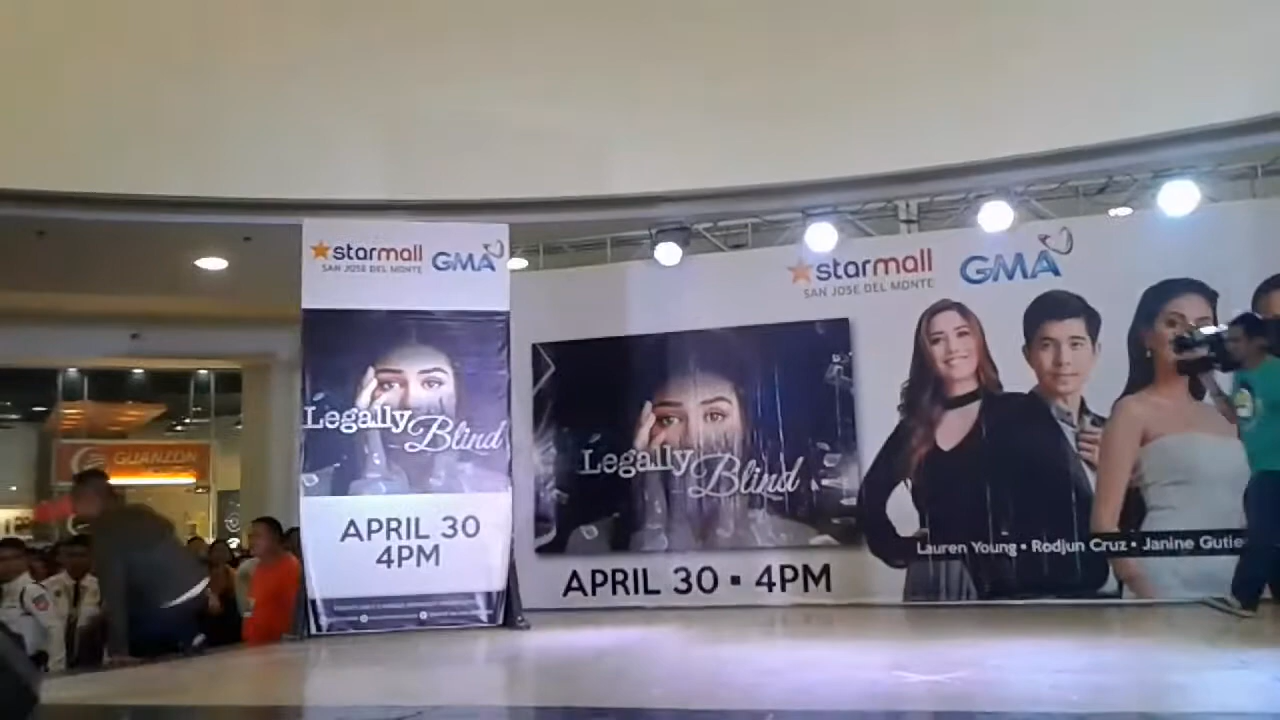 starmall
SAN JOSE DEL MONTE
GMA
Legally
Blind
APRIL 30
4PM
starmall
SAN JOSE DEL MONTE
GMA
Legally
Blind
APRIL 30 ▪ 4PM
Lauren Young • Rodjun Cruz • Janine Gutie
GUANZON